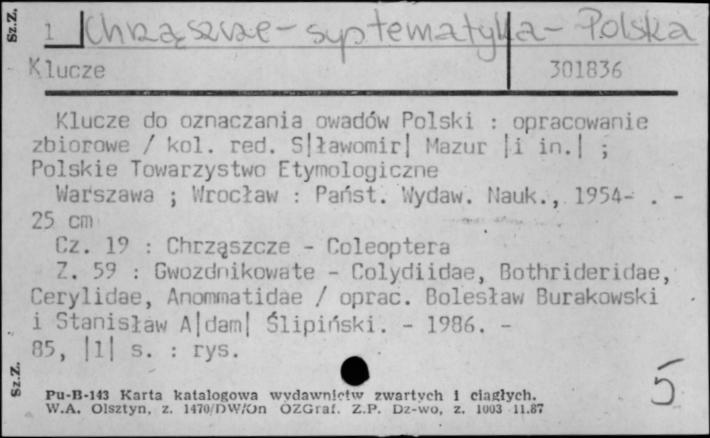 Sz.Z.
1 Chrząszcze - systematyka - Polska
Klucze 301836
Klucze do oznaczania owadów Polski : opracowanie
zbiorowe / kol. red. S|ławomir| Mazur |i in.| ;
Polskie Towarzystwo Etymologiczne
Warszawa ; Wrocław : Państ. Wydaw. Nauk., 1954- . -
25 cm
Cz. 19 : Chrząszcze - Coleoptera
Z. 59 : Gwozdnikowate - Colydiidae, Bothrideridae,
Cerylidae, Anommatidae / oprac. Bolesław Burakowski
i Stanisław A|dam| Ślipiński. - 1986. -
85, |1| s. : rys.
Sz.Z.
5
Pu-B-143 Karta katalogowa wydawnictw zwartych i ciągłych.
W.A. Olsztyn, z. 1470/DW/On OZGraf. Z.P. Dz-wo, z. 1003 11.87